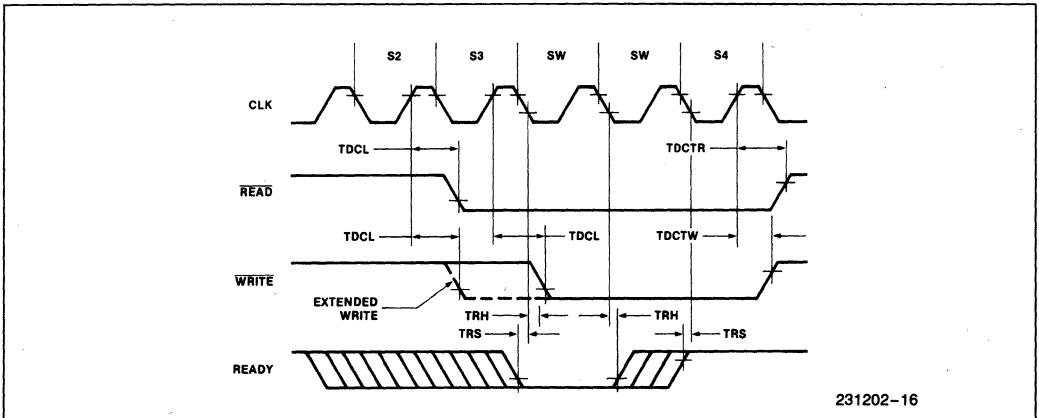 S2 S3 SW SW S4
CLK
TDCL TDCTR
READ
TDCL TDCL TDCTW
WRITE
EXTENDED
WRITE
TRH TRH
TRS TRS
READY
231202-16